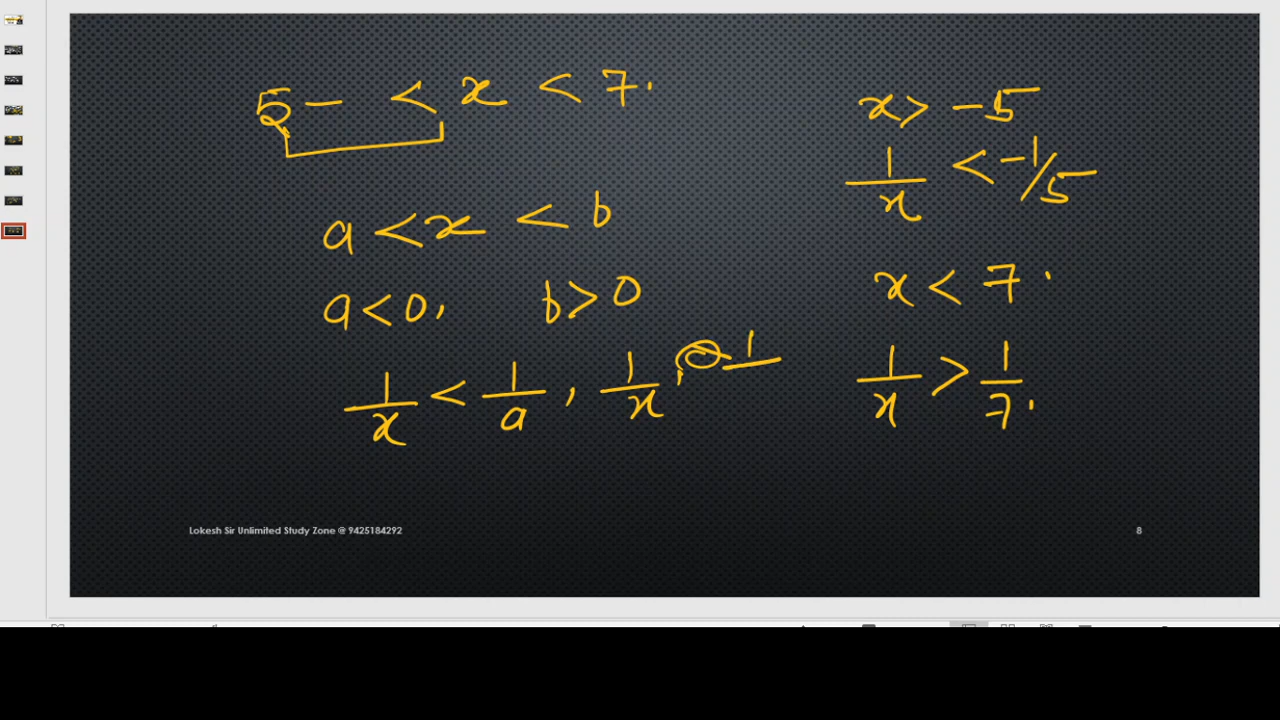 5- < x < 7.
a < x < b
a < 0, b > 0
1/x < 1/a, 1/x, 1
x > -5
1/x < -1/5
x < 7.
1/x > 1/7.
Lokesh Sir Unlimited Study Zone @ 9425184292
8